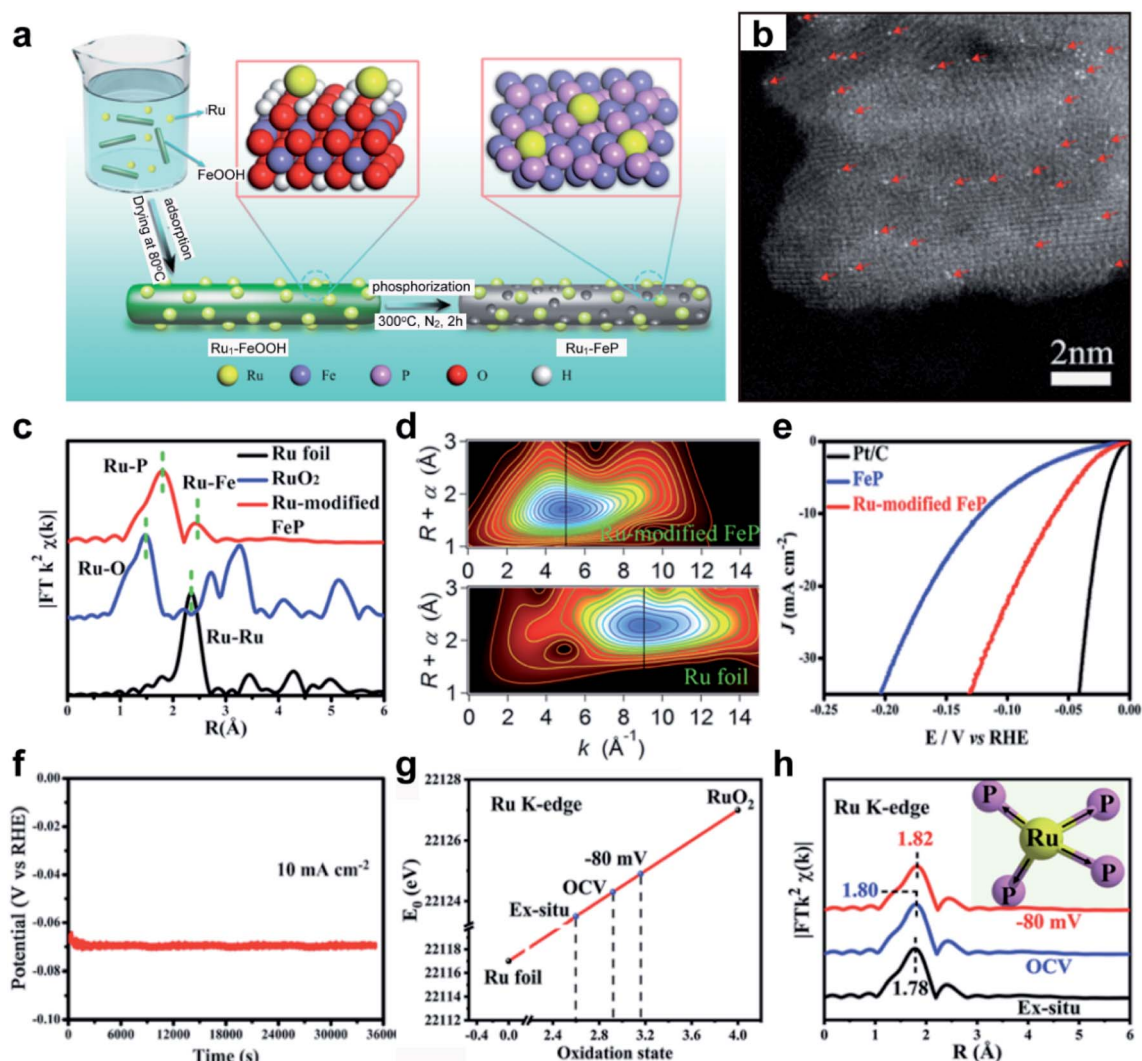 a
Ru
FeOOH
Drying at 80°C
adsorption
phosphorization
300°C, N₂, 2h
Ru₁-FeOOH
Ru₁-FeP
Ru
Fe
P
O
H
b
2nm
c
Ru-P
Ru-Fe
Ru foil
RuO₂
Ru-modified
FeP
Ru-O
Ru-Ru
|FT k² χ(k)|
0 1 2 3 4 5 6
R(Å)
d
R + α (Å)
3
2
1
Ru-modified FeP
R + α (Å)
3
2
1
Ru foil
0 2 4 6 8 10 12 14
k (Å⁻¹)
e
Pt/C
FeP
Ru-modified FeP
J (mA cm⁻²)
0
-10
-20
-30
-0.25 -0.20 -0.15 -0.10 -0.05 0.00
E / V vs RHE
f
10 mA cm⁻²
Potential (V vs RHE)
0.00
-0.02
-0.04
-0.06
-0.08
-0.10
0 6000 12000 18000 24000 30000 36000
Time (s)
g
Ru K-edge
RuO₂
-80 mV
OCV
Ex-situ
Ru foil
E₀ (eV)
22128
22126
22124
22118
22116
22114
22112
-0.4 0.0 2.4 2.8 3.2 3.6 4.0
Oxidation state
h
Ru K-edge
P
P
Ru
P
P
1.82
1.80
-80 mV
OCV
1.78
Ex-situ
|FTk² χ(k)|
0 1 2 3 4 5 6
R (Å)